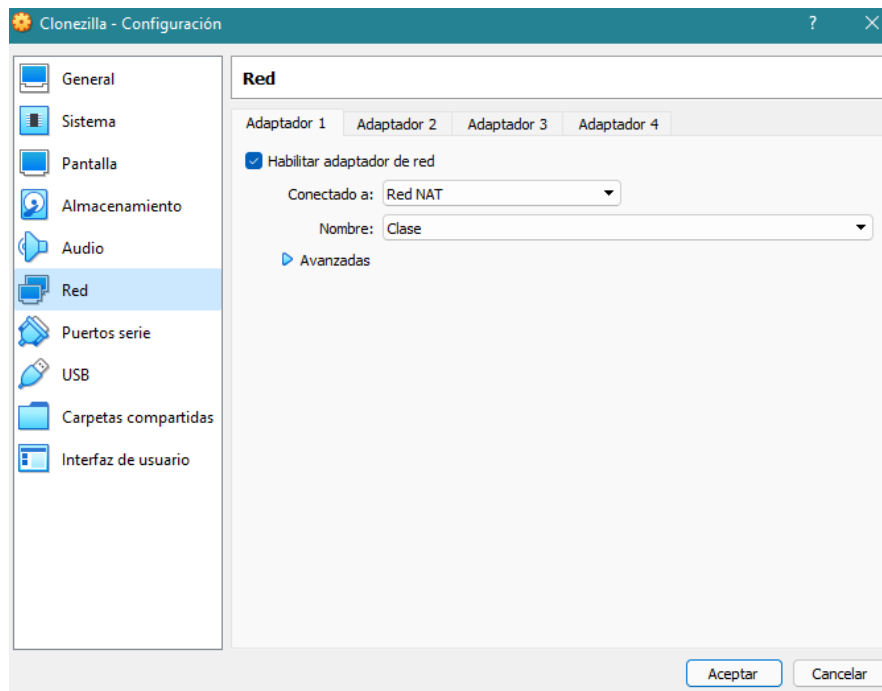 Clonezilla - Configuración
?
General
Sistema
Pantalla
Almacenamiento
Audio
Red
Puertos serie
USB
Carpetas compartidas
Interfaz de usuario
Red
Adaptador 1 Adaptador 2 Adaptador 3 Adaptador 4
Habilitar adaptador de red
Conectado a: Red NAT
Nombre: Clase
Avanzadas
Aceptar Cancelar